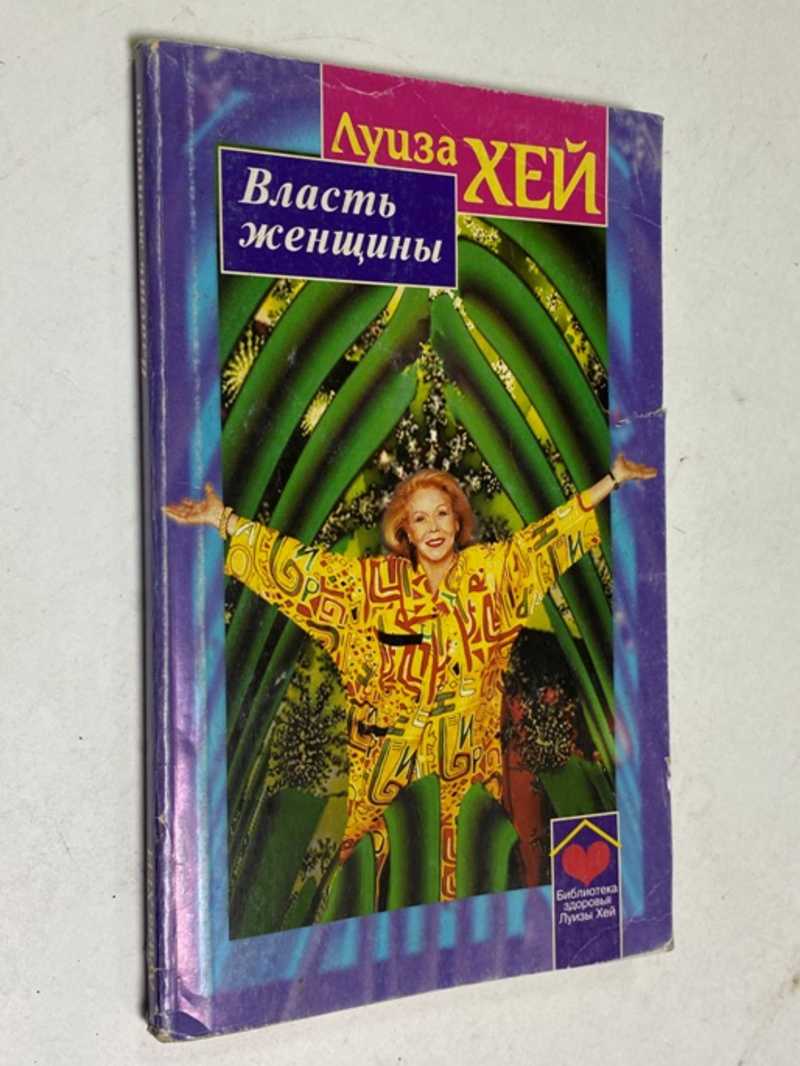 Луиза ХЕЙ
Власть
женщины
Библиотека
здоровья
Луизы Хей